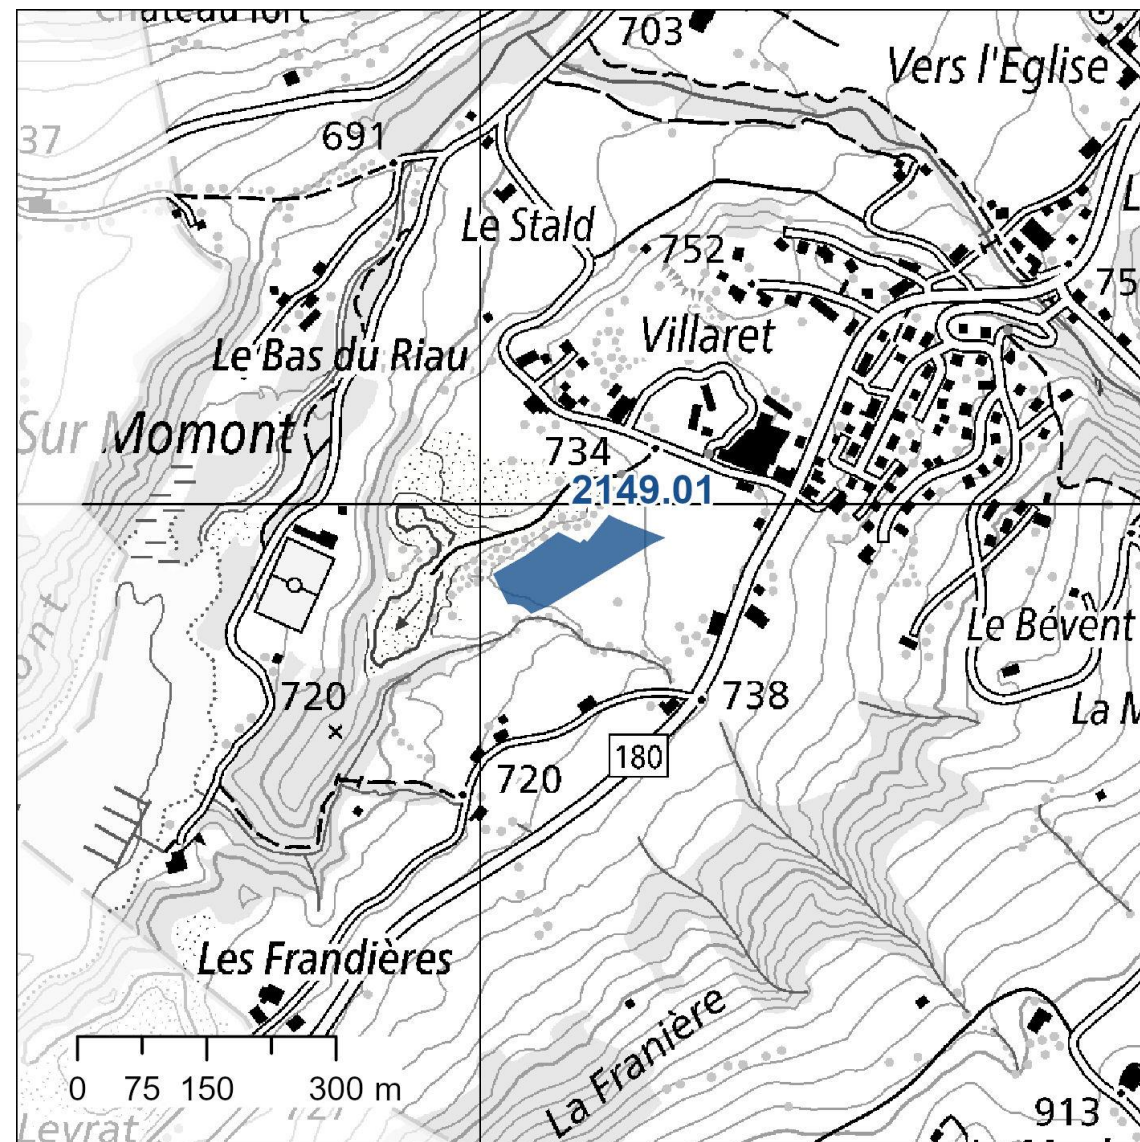 703
Vers l'Eglise
37
691
Le Stald
752
Villaret
Le Bas du Riau
Sur Momont
734
2149.01
Le Bévent
720
738
La M
180
720
Les Frandières
La Franière
0 75 150 300 m
Levrat
913